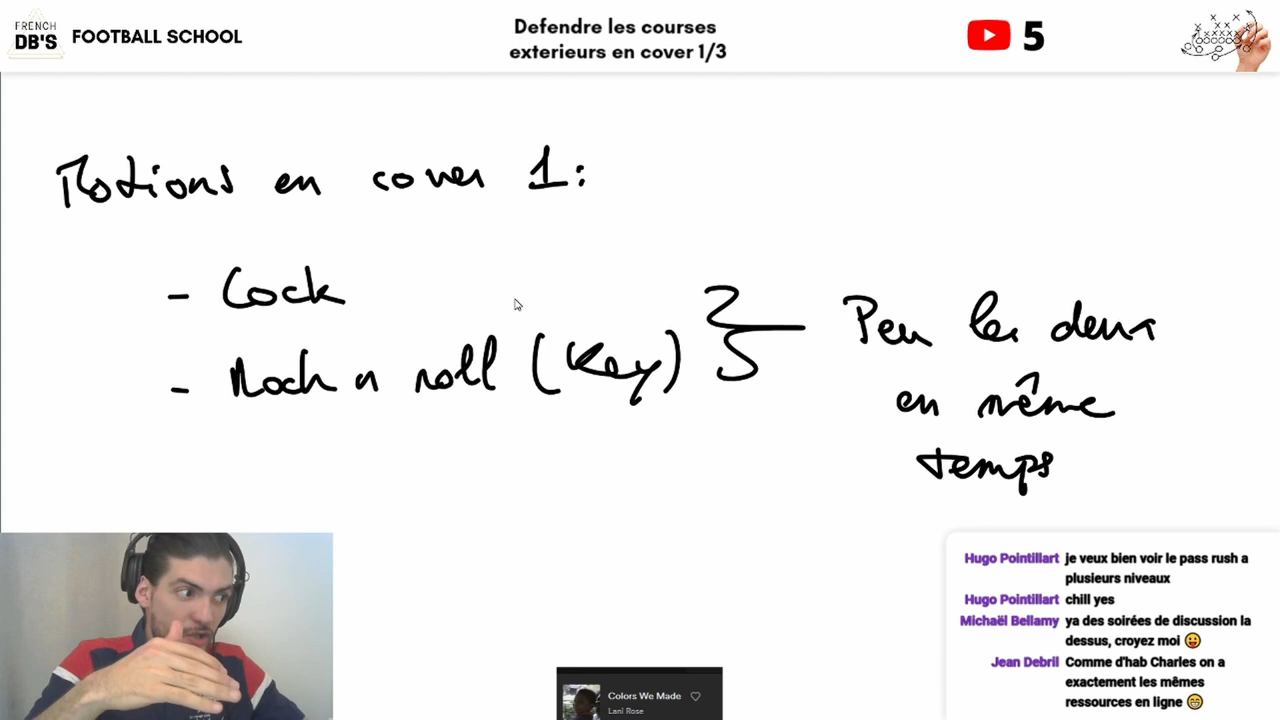 FRENCH
DB'S
FOOTBALL SCHOOL
Defendre les courses
exterieurs en cover 1/3
5
Motions en cover 1:
- Lock
- Rock n roll (Key)
Peu les deux
en même
temps
Hugo Pointillart je veux bien voir le pass rush a
plusieurs niveaux
Hugo Pointillart chill yes
Michaël Bellamy ya des soirées de discussion la
dessus, croyez moi 😛
Jean Debril Comme d'hab Charles on a
exactement les mêmes
ressources en ligne 😁
Colors We Made
Lani Rose